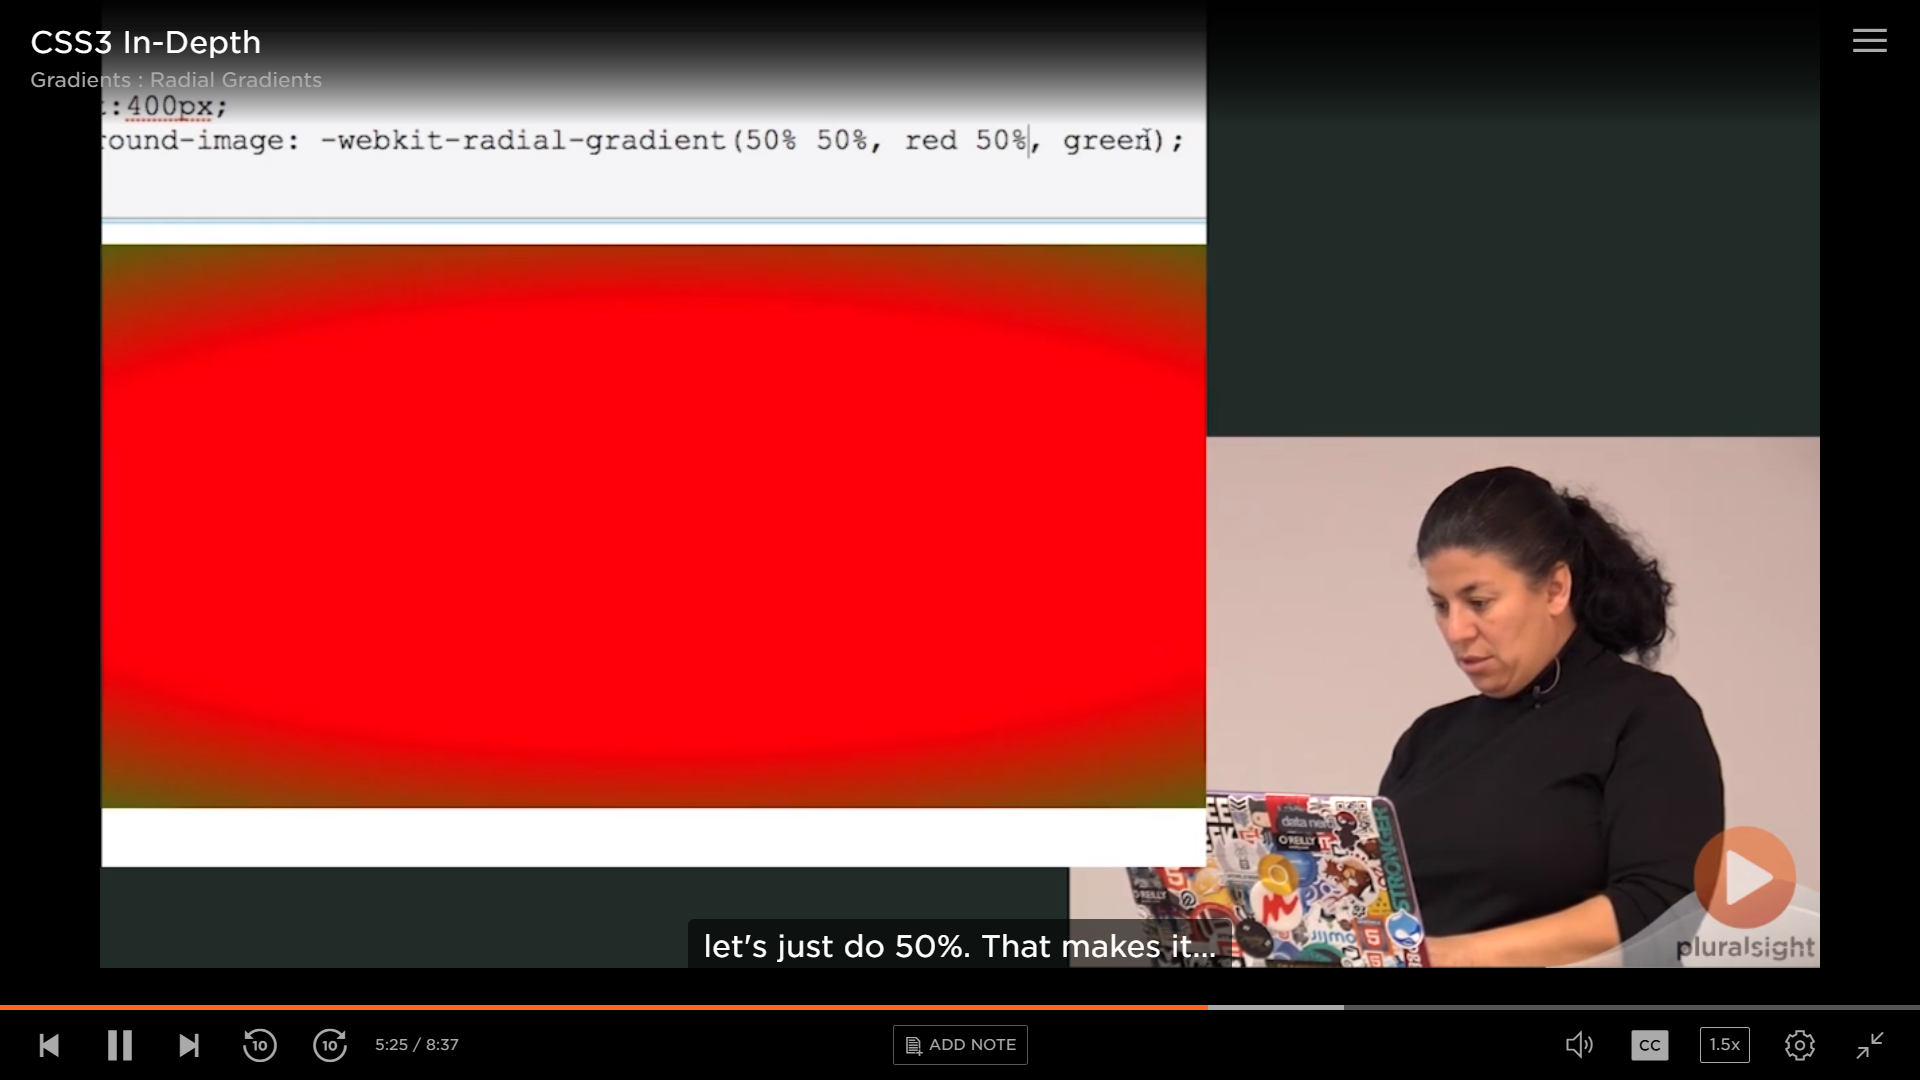 CSS3 In-Depth
Gradients : Radial Gradients
t:400px;
round-image: -webkit-radial-gradient(50% 50%, red 50%, green);
data nerd
O'REILLY
STRONGER
O'REILLY
let's just do 50%. That makes it...
pluralsight
10
10
5:25 / 8:37
ADD NOTE
CC
1.5x